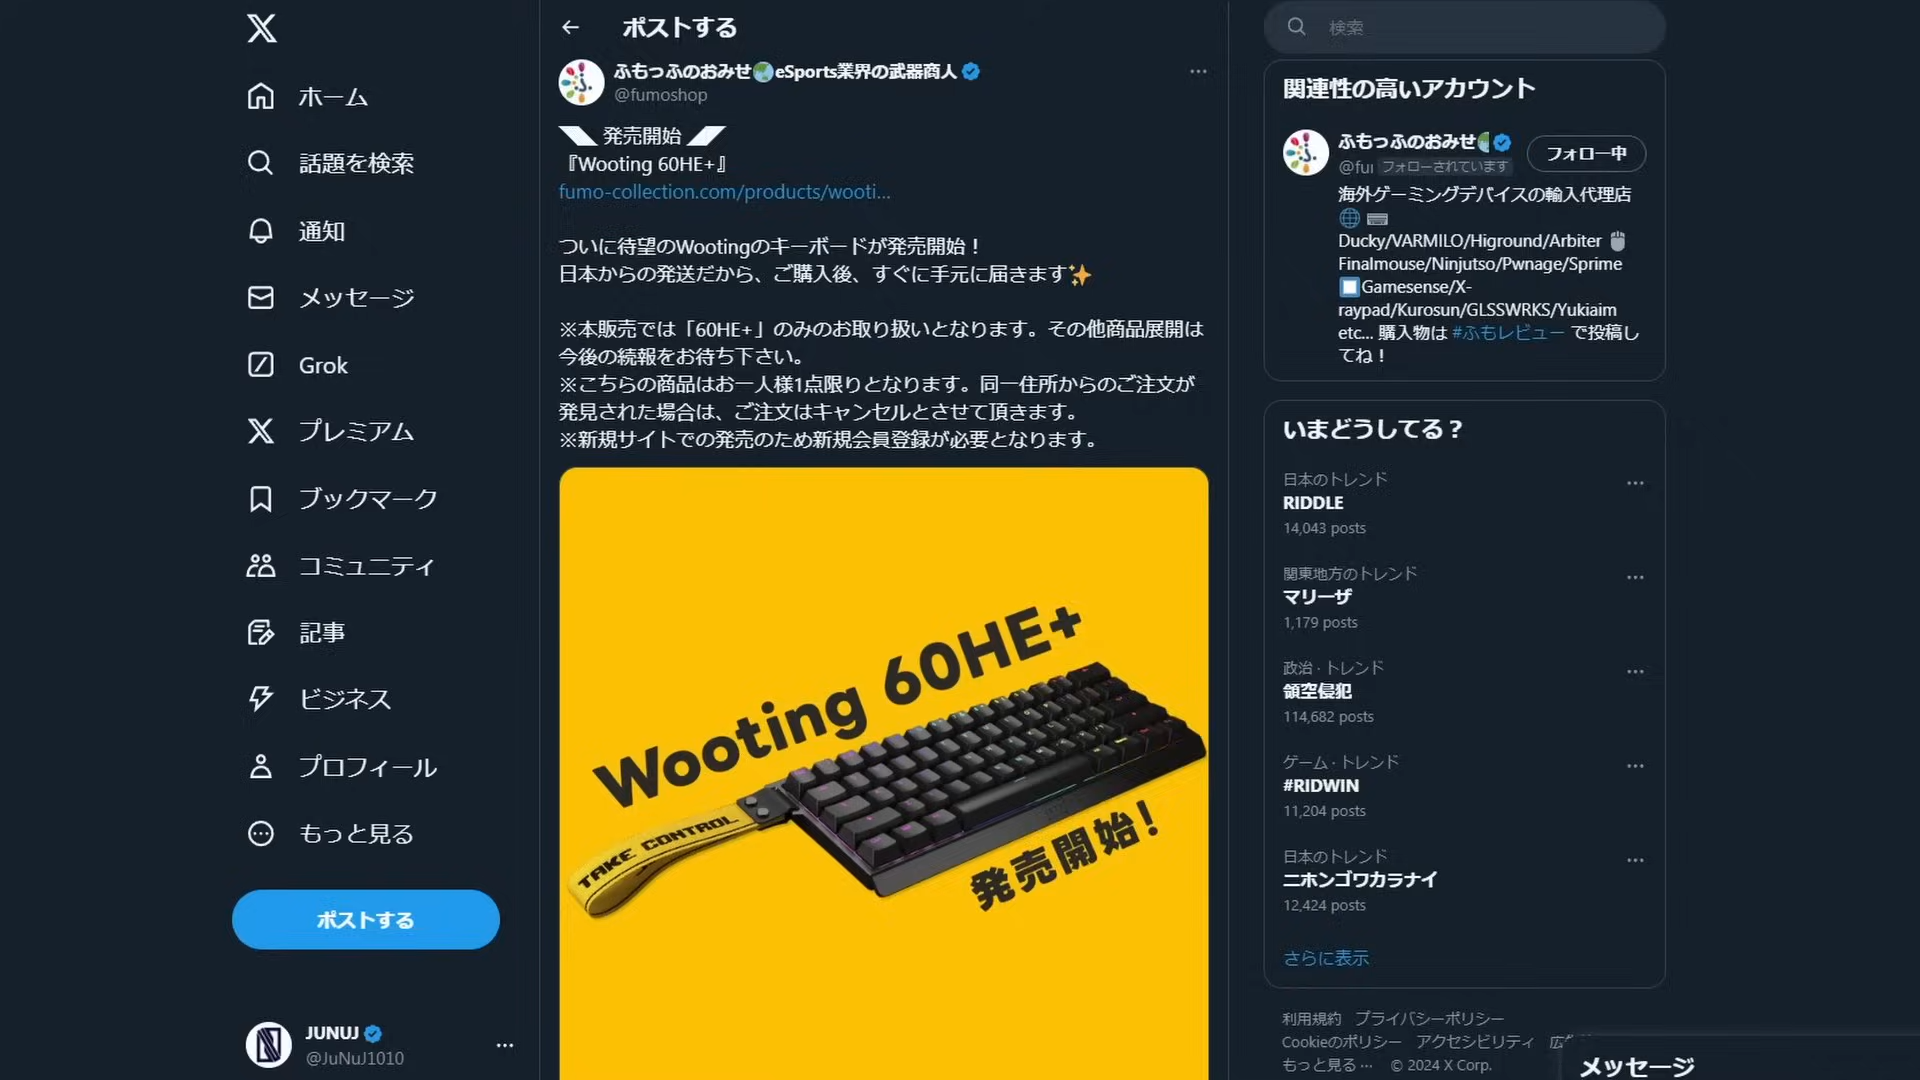 ホーム
話題を検索
通知
メッセージ
Grok
プレミアム
ブックマーク
コミュニティ
記事
ビジネス
プロフィール
もっと見る
ポストする
JUNUJ
@JuNuJ1010
ポストする
ふもっふのおみせ🌏eSports業界の武器商人
@fumoshop
発売開始
『Wooting 60HE+』
fumo-collection.com/products/wooti...
ついに待望のWootingのキーボードが発売開始！
日本からの発送だから、ご購入後、すぐに手元に届きます✨
※本販売では「60HE+」のみのお取り扱いとなります。その他商品展開は
今後の続報をお待ち下さい。
※こちらの商品はお一人様1点限りとなります。同一住所からのご注文が
発見された場合は、ご注文はキャンセルとさせて頂きます。
※新規サイトでの発売のため新規会員登録が必要となります。
Wooting 60HE+
TAKE CONTROL
発売開始！
検索
関連性の高いアカウント
ふもっふのおみせ🌏
フォロー中
@fu フォローされています
海外ゲーミングデバイスの輸入代理店
🌐 ⌨
Ducky/VARMILO/Higround/Arbiter 🖱
Finalmouse/Ninjutso/Pwnage/Sprime
Gamesense/X-
raypad/Kurosun/GLSSWRKS/Yukiaim
etc... 購入物は #ふもレビュー で投稿し
てね！
いまどうしてる？
日本のトレンド
RIDDLE
14,043 posts
関東地方のトレンド
マリーザ
1,179 posts
政治・トレンド
領空侵犯
114,682 posts
ゲーム・トレンド
#RIDWIN
11,204 posts
日本のトレンド
ニホンゴワカラナイ
12,424 posts
さらに表示
利用規約 プライバシーポリシー
Cookieのポリシー アクセシビリティ
もっと見る… © 2024 X Corp.
メッセージ